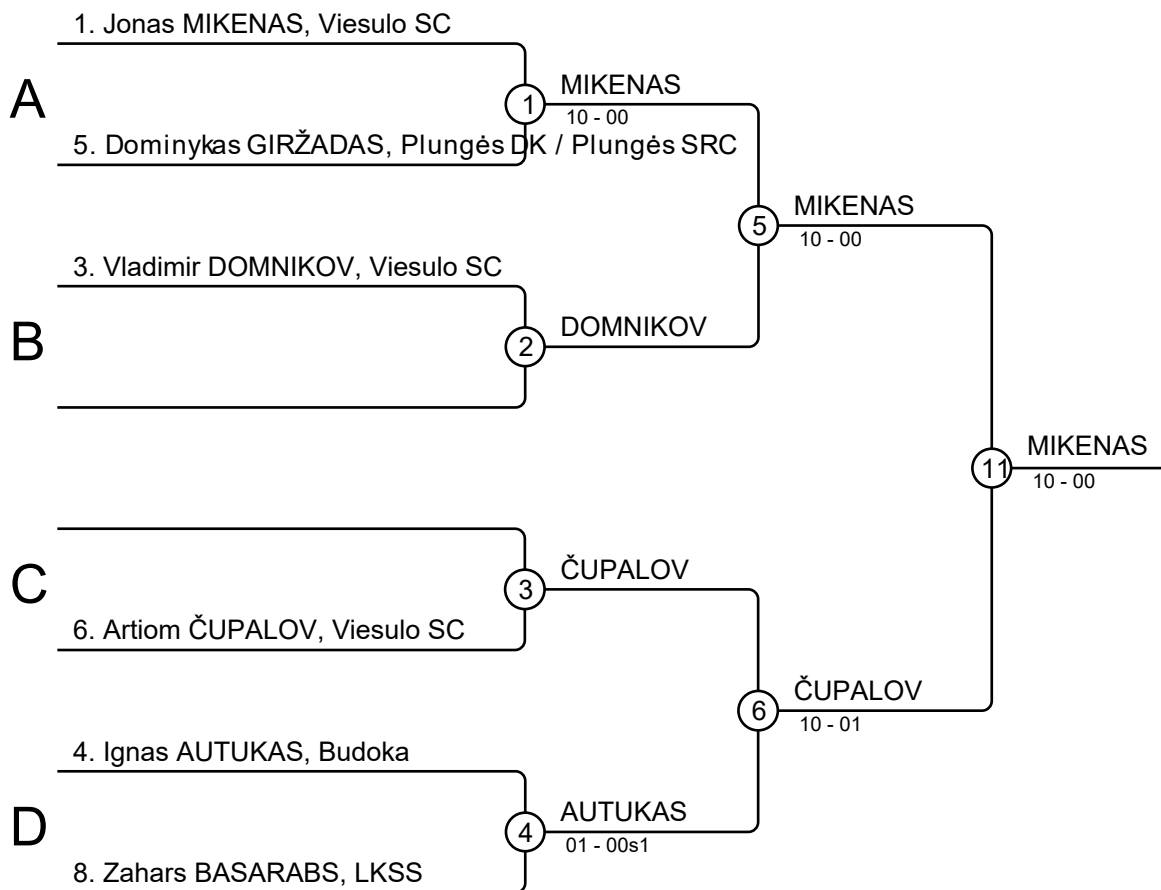 1. Jonas MIKENAS, Viesulo SC
A
1
MIKENAS
10 - 00
5. Dominykas GIRŽADAS, Plungės DK / Plungės SRC
5
MIKENAS
10 - 00
3. Vladimir DOMNIKOV, Viesulo SC
B
2
DOMNIKOV
11
MIKENAS
10 - 00
C
3
ČUPALOV
6. Artiom ČUPALOV, Viesulo SC
6
ČUPALOV
10 - 01
4. Ignas AUTUKAS, Budoka
D
4
AUTUKAS
01 - 00s1
8. Zahars BASARABS, LKSS